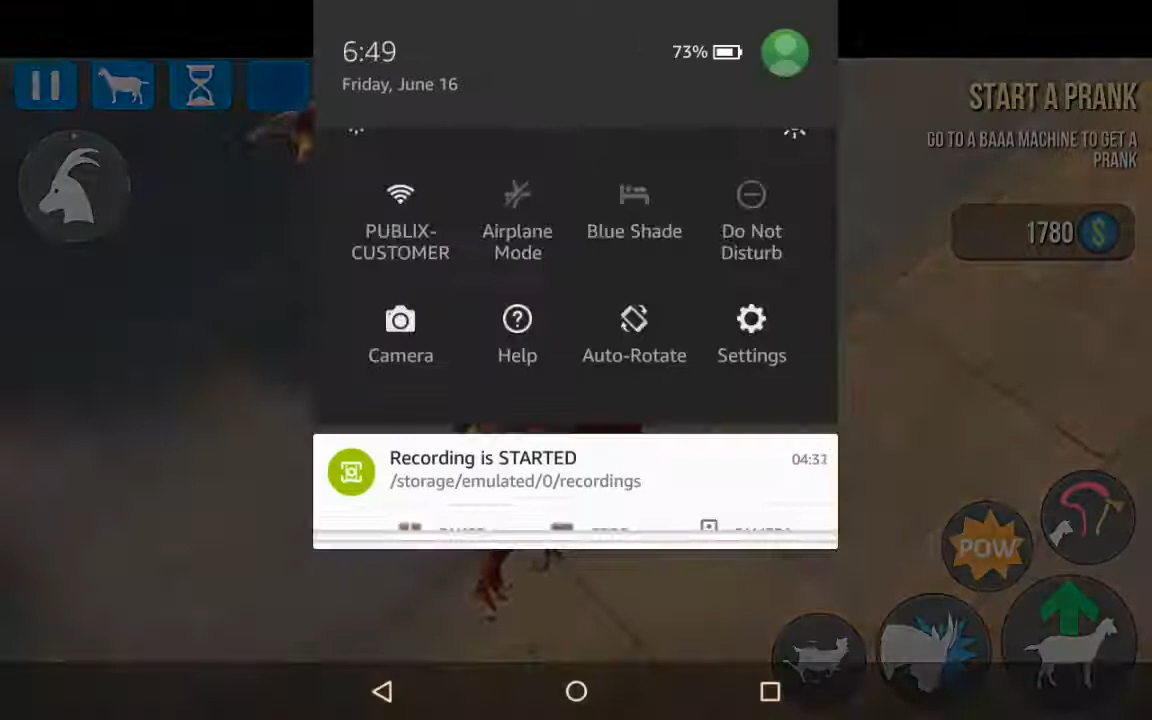 6:49
73%
Friday, June 16
START A PRANK
GO TO A BAAA MACHINE TO GET A
PRANK
1780
PUBLIX-
CUSTOMER
Airplane
Mode
Blue Shade
Do Not
Disturb
Camera
Help
Auto-Rotate
Settings
Recording is STARTED
/storage/emulated/0/recordings
POW